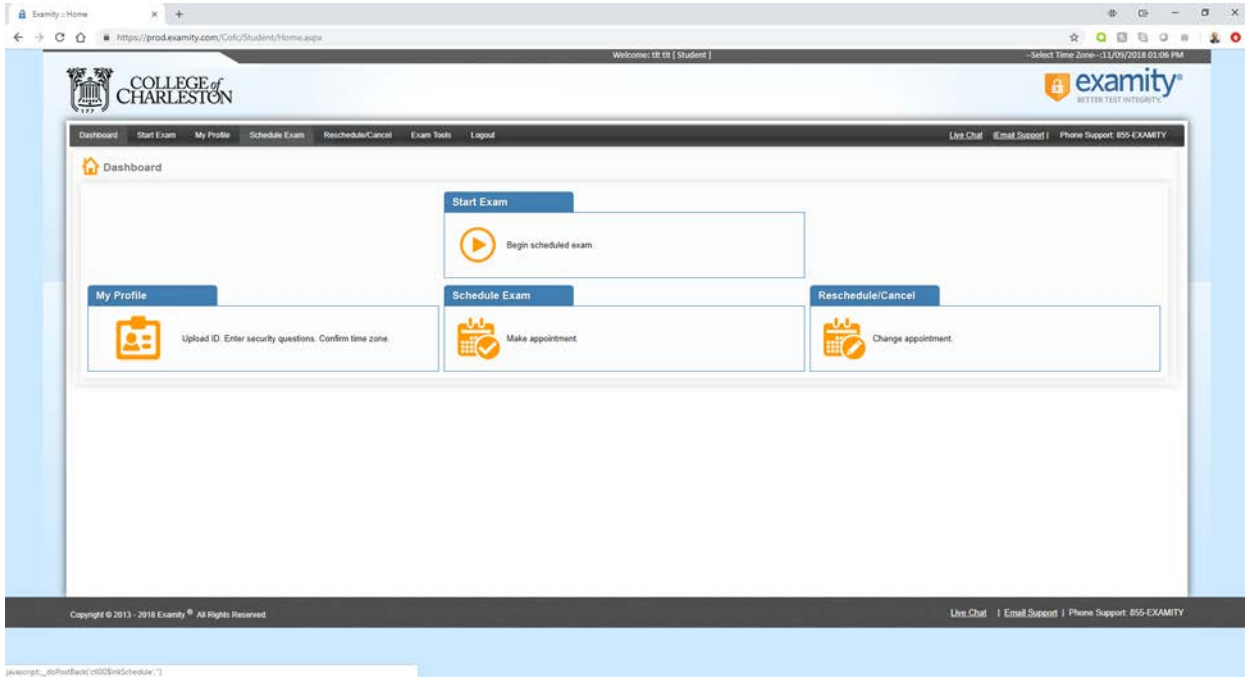 Examity :: Home
https://prod.examity.com/Cofc/Student/Home.aspx
Welcome: tlt tlt [ Student ]
--Select Time Zone--:11/09/2018 01:06 PM
COLLEGE of
CHARLESTON
1770
examity®
BETTER TEST INTEGRITY.
Dashboard Start Exam My Profile Schedule Exam Reschedule/Cancel Exam Tools Logout Live Chat |Email Support | Phone Support: 855-EXAMITY
Dashboard
Start Exam
Begin scheduled exam.
My Profile Schedule Exam Reschedule/Cancel
Upload ID. Enter security questions. Confirm time zone. Make appointment. Change appointment.
Copyright © 2013 - 2018 Examity ® All Rights Reserved. Live Chat | Email Support | Phone Support: 855-EXAMITY
javascript:__doPostBack('ctl00$lnkSchedule','')